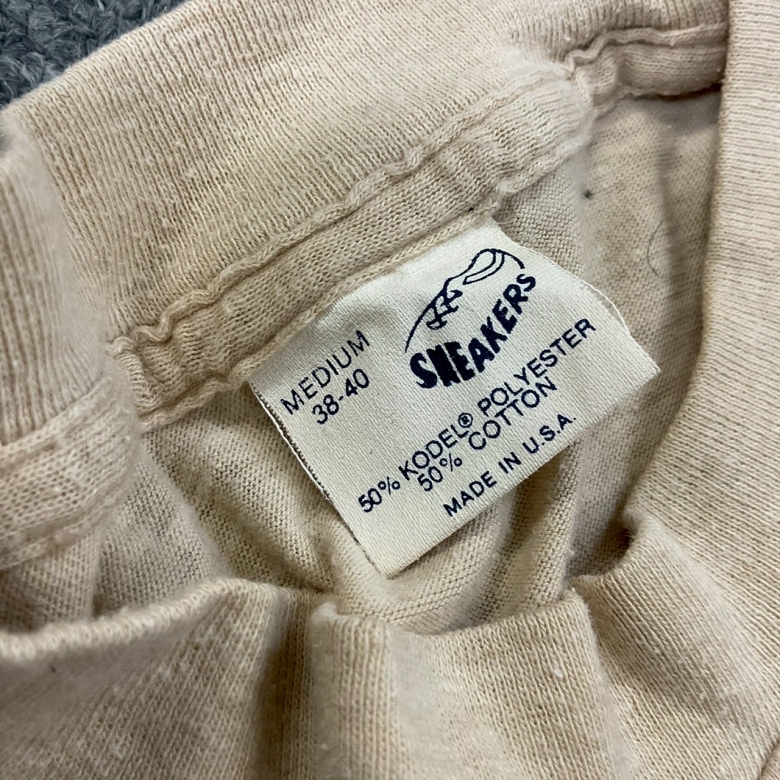 SNEAKERS
MEDIUM
38-40
50% KODEL® POLYESTER
50% COTTON
MADE IN U.S.A.